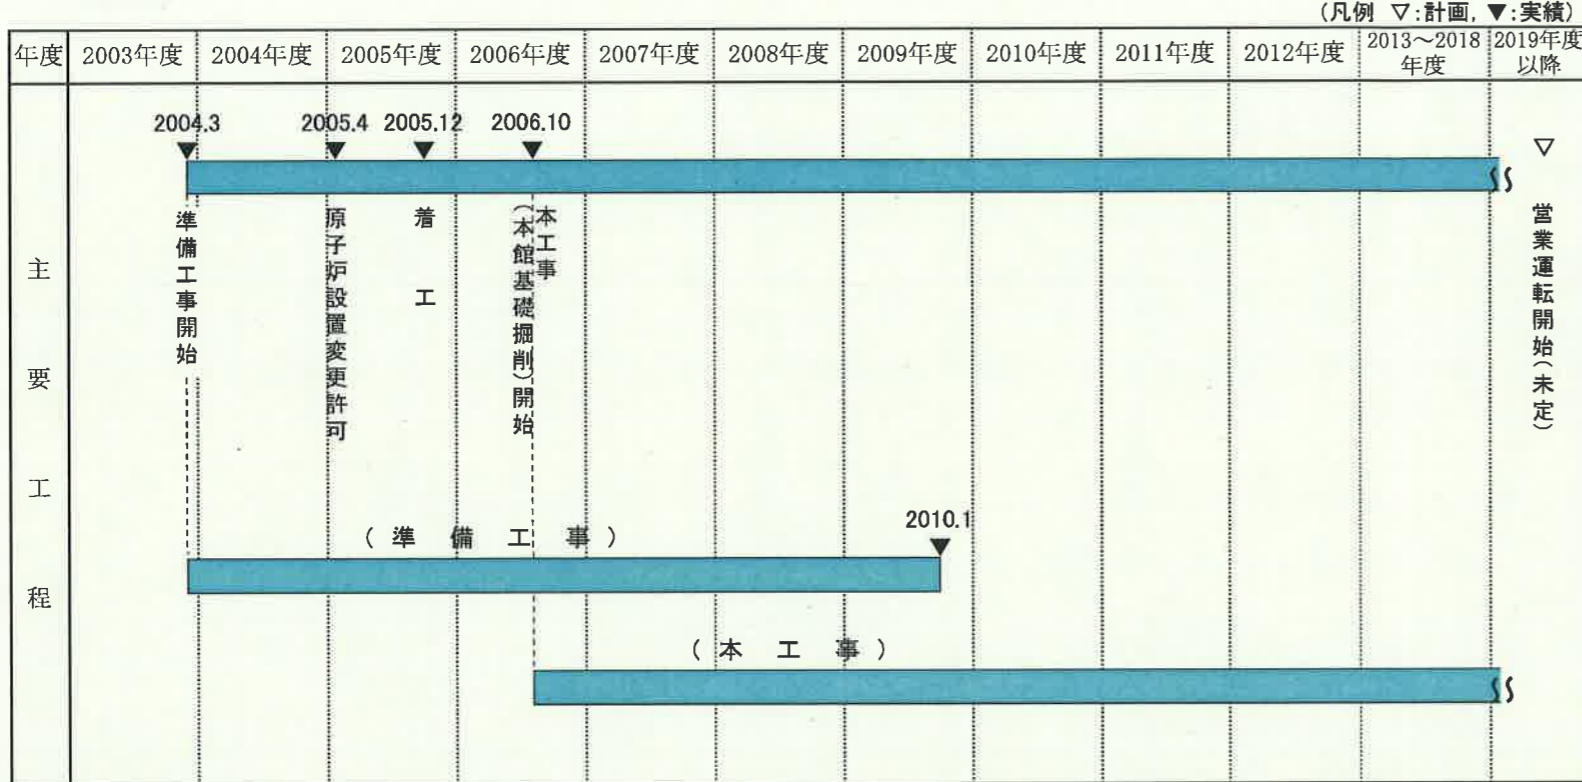 (凡例 ▽:計画, ▼:実績)
年度
2003年度
2004年度
2005年度
2006年度
2007年度
2008年度
2009年度
2010年度
2011年度
2012年度
2013~2018
年度
2019年度
以降
主要工程
2004.3
▼
準備工事開始
2005.4
▼
原子炉設置変更許可
2005.12
▼
着工
2006.10
▼
本工事
(本館基礎掘削)開始
▽
営業運転開始(未定)
(準備工事)
2010.1
▼
(本工事)